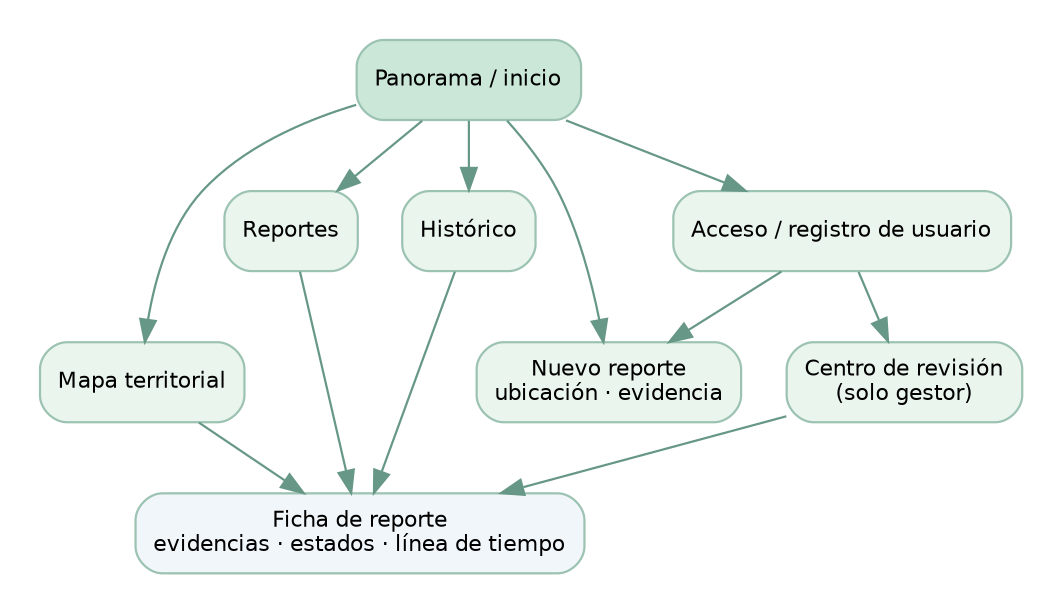 Panorama / inicio
Reportes
Histórico
Acceso / registro de usuario
Mapa territorial
Nuevo reporte
ubicación · evidencia
Centro de revisión
(solo gestor)
Ficha de reporte
evidencias · estados · línea de tiempo